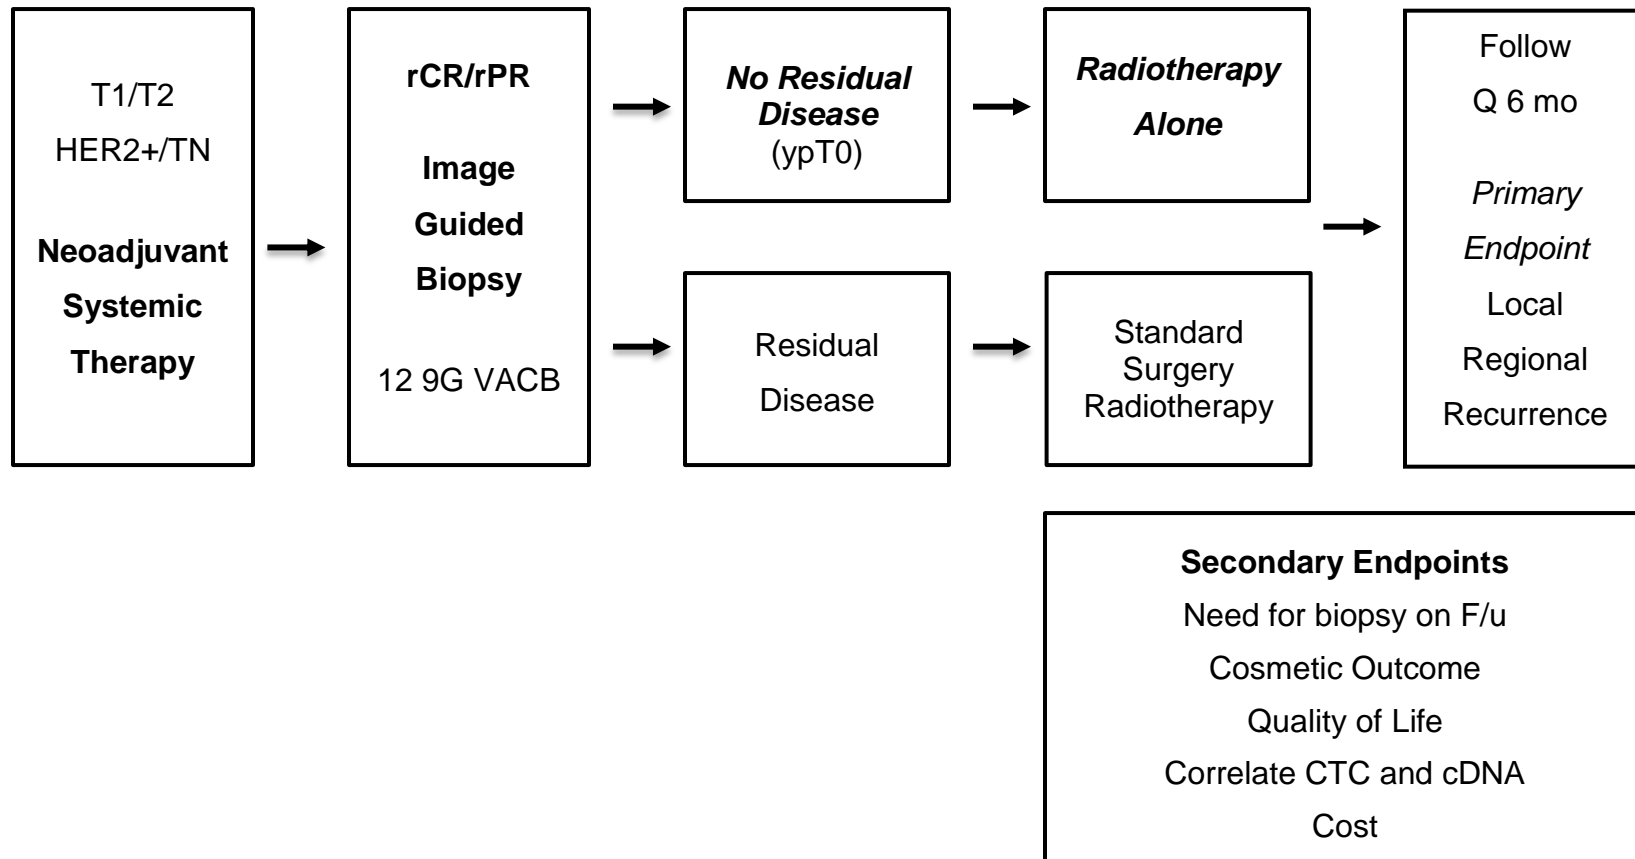 T1/T2
HER2+/TN
Neoadjuvant
Systemic
Therapy
rCR/rPR
Image
Guided
Biopsy
12 9G VACB
No Residual
Disease
(ypT0)
Radiotherapy
Alone
Residual
Disease
Standard
Surgery
Radiotherapy
Follow
Q 6 mo
Primary
Endpoint
Local
Regional
Recurrence
Secondary Endpoints
Need for biopsy on F/u
Cosmetic Outcome
Quality of Life
Correlate CTC and cDNA
Cost